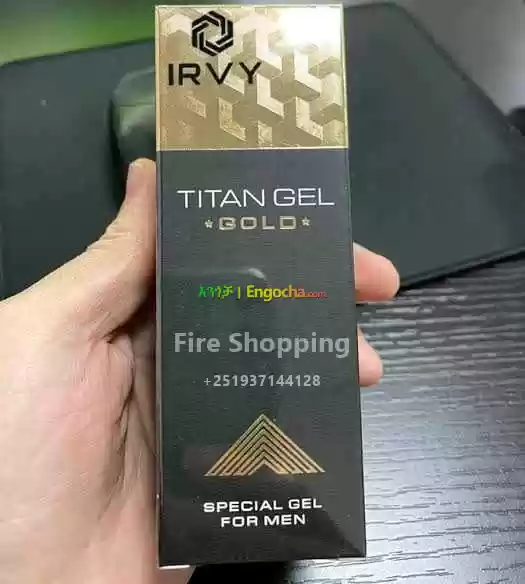 IRVY
TITAN GEL
GOLD
እንጎቻ | Engocha.com
Fire Shopping
+251937144128
SPECIAL GEL
FOR MEN